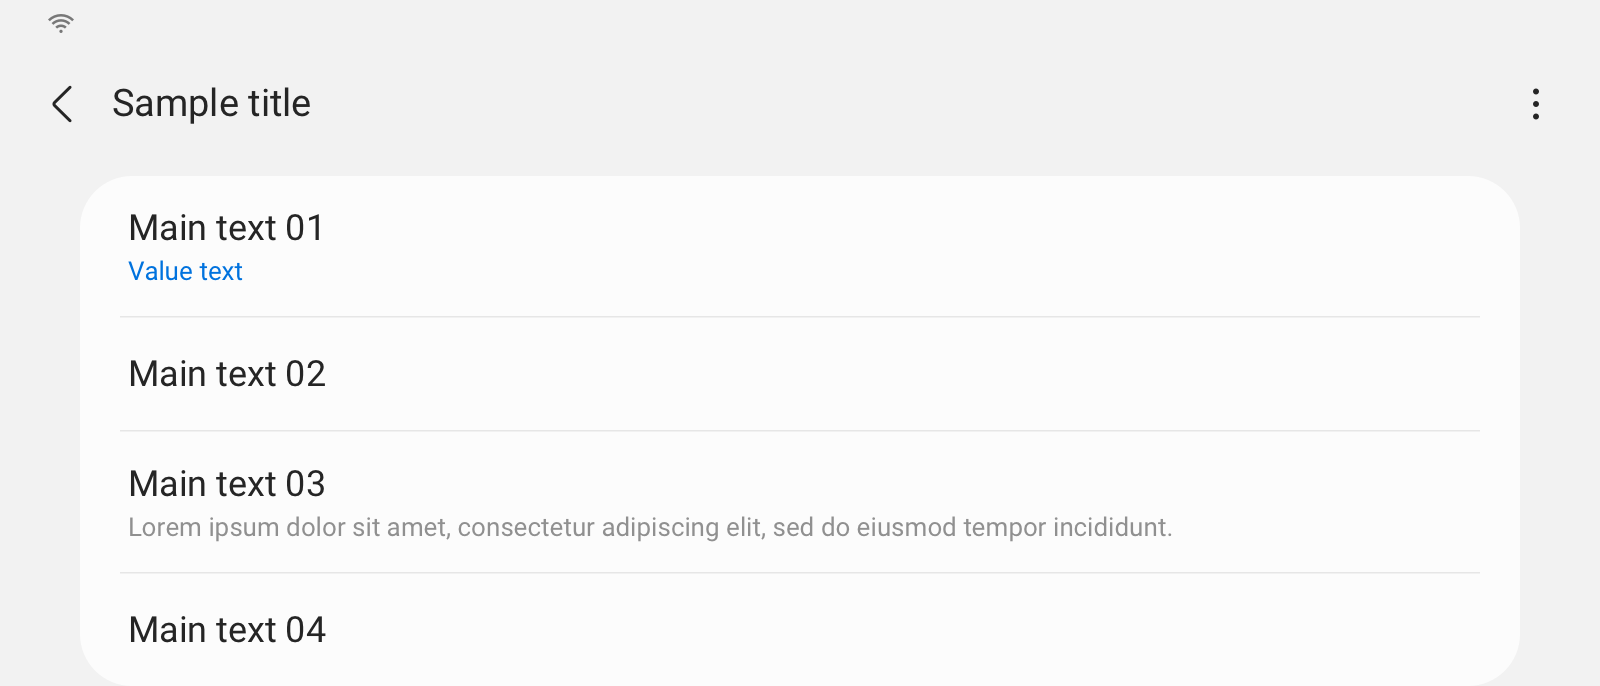 Sample title
Main text 01
Value text
Main text 02
Main text 03
Lorem ipsum dolor sit amet, consectetur adipiscing elit, sed do eiusmod tempor incididunt.
Main text 04